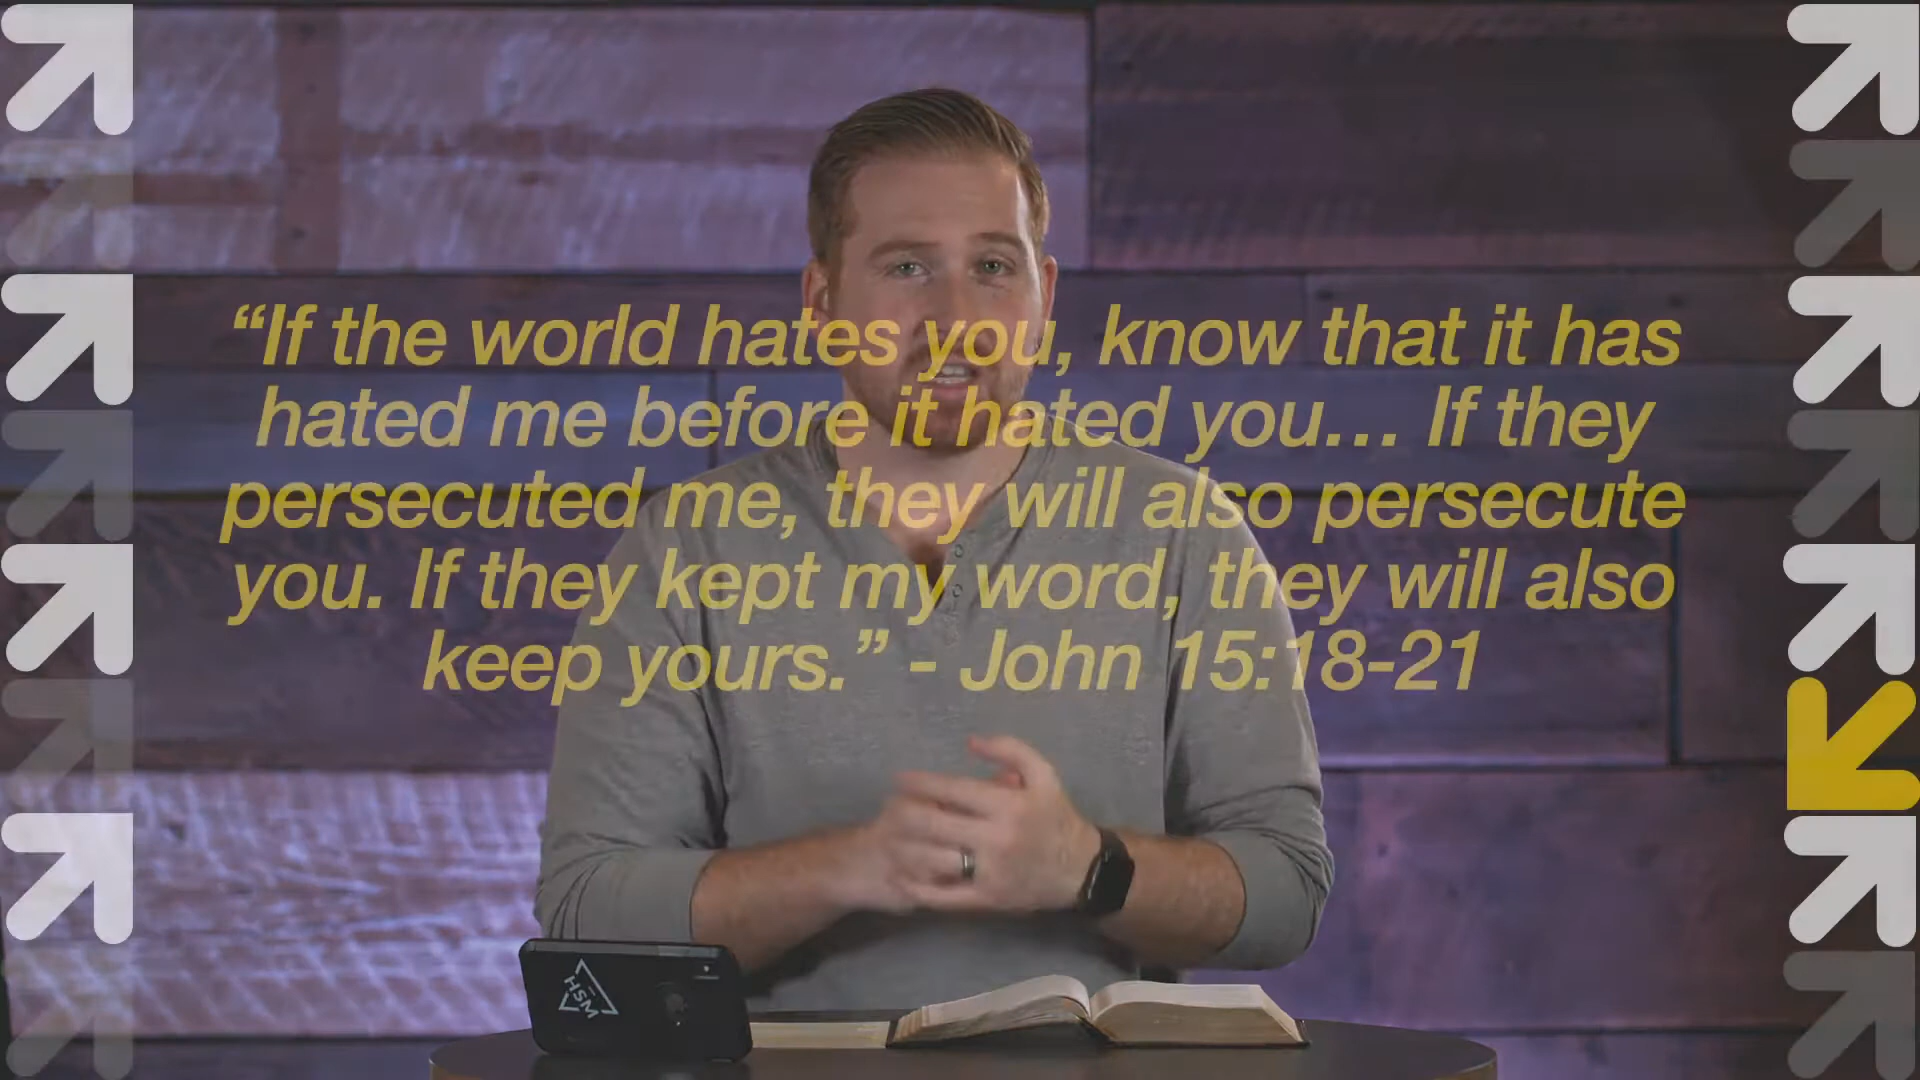 “If the world hates you, know that it has
hated me before it hated you… If they
persecuted me, they will also persecute
you. If they kept my word, they will also
keep yours.” - John 15:18-21
HSM